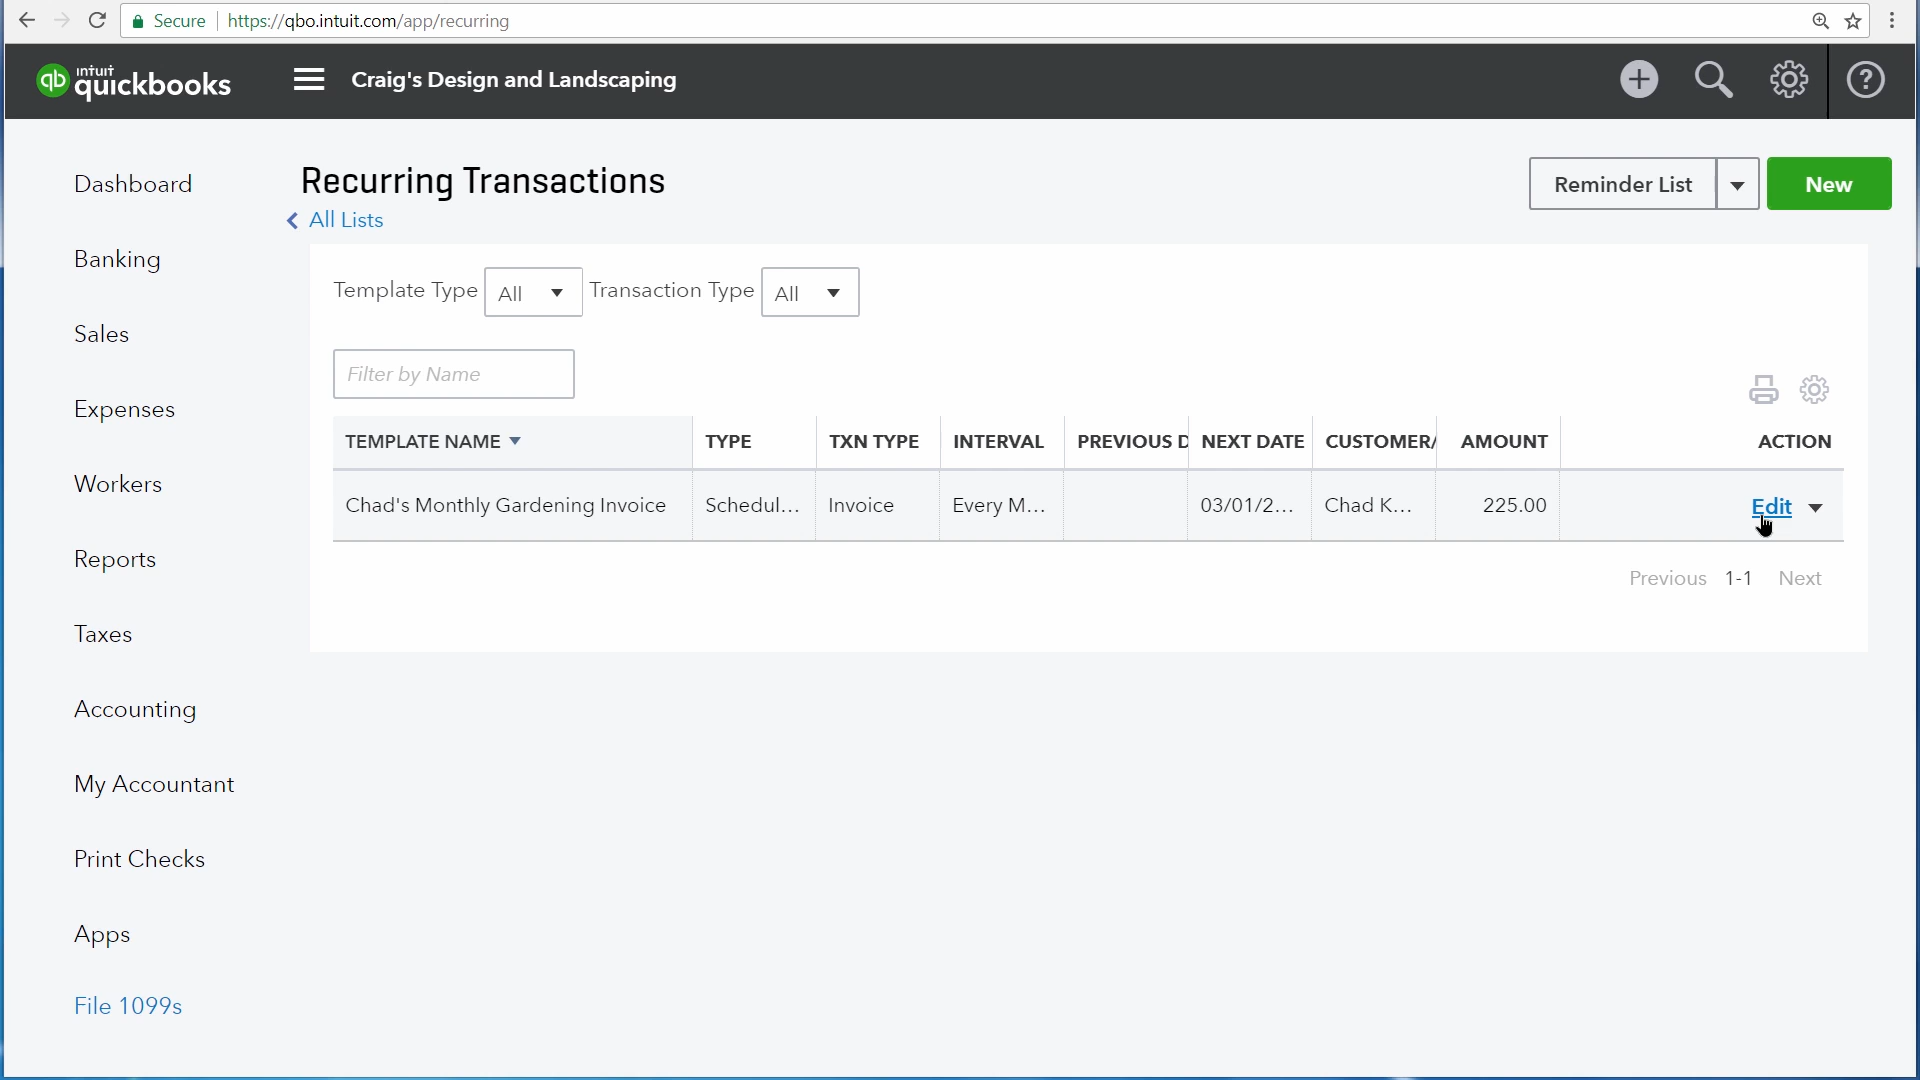 Secure https://qbo.intuit.com/app/recurring
qb intuit quickbooks Craig's Design and Landscaping ?
Recurring Transactions
All Lists
Reminder List New
Dashboard
Banking
Sales
Expenses
Workers
Reports
Taxes
Accounting
My Accountant
Print Checks
Apps
File 1099s
Template Type All Transaction Type All
Filter by Name
TEMPLATE NAME TYPE TXN TYPE INTERVAL PREVIOUS D NEXT DATE CUSTOMER/ AMOUNT ACTION
Chad's Monthly Gardening Invoice Schedul... Invoice Every M... 03/01/2... Chad K... 225.00 Edit
Previous 1-1 Next